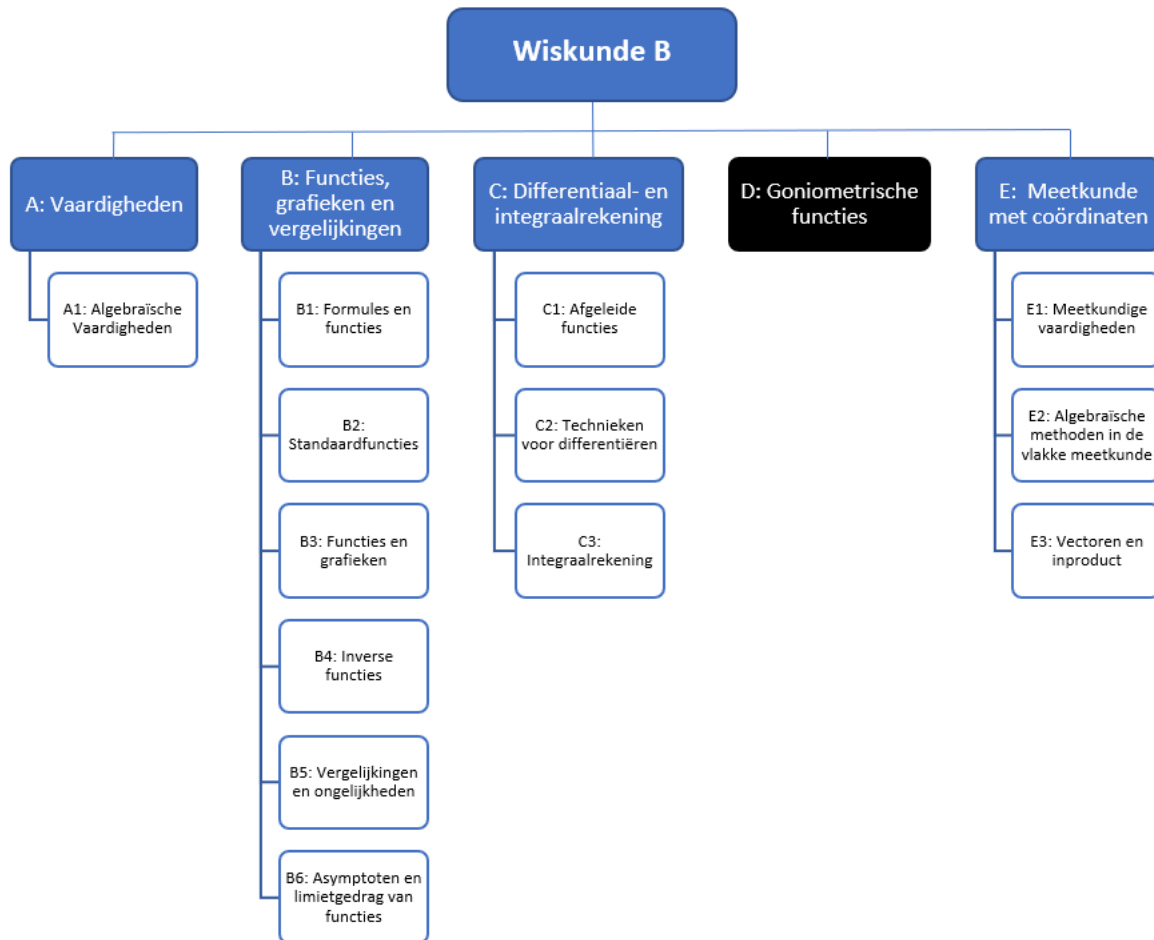 Wiskunde B
A: Vaardigheden
B: Functies,
grafieken en
vergelijkingen
C: Differentiaal- en
integraalrekening
D: Goniometrische
functies
E: Meetkunde
met coördinaten
A1: Algebraïsche
Vaardigheden
B1: Formules en
functies
B2:
Standaardfuncties
B3: Functies en
grafieken
B4: Inverse
functies
B5: Vergelijkingen
en ongelijkheden
B6: Asymptoten en
limietgedrag van
functies
C1: Afgeleide
functies
C2: Technieken
voor differentiëren
C3:
Integraalrekening
E1: Meetkundige
vaardigheden
E2: Algebraïsche
methoden in de
vlakke meetkunde
E3: Vectoren en
inproduct